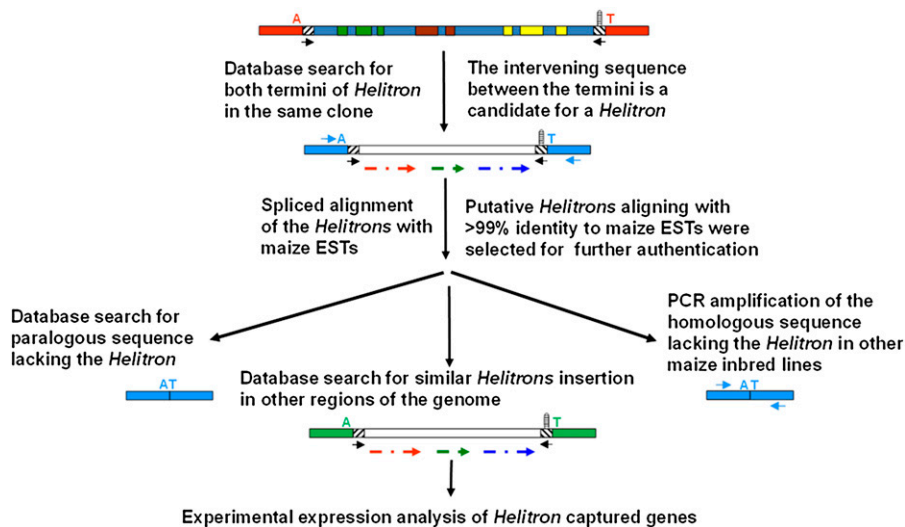 A T
Database search for
both termini of Helitron
in the same clone
The intervening sequence
between the termini is a
candidate for a Helitron
A T
Spliced alignment
of the Helitrons with
maize ESTs
Putative Helitrons aligning with
>99% identity to maize ESTs were
selected for further authentication
Database search for
paralogous sequence
lacking the Helitron
AT
Database search for similar Helitrons insertion
in other regions of the genome
PCR amplification of the
homologous sequence
lacking the Helitron in other
maize inbred lines
AT
A T
Experimental expression analysis of Helitron captured genes